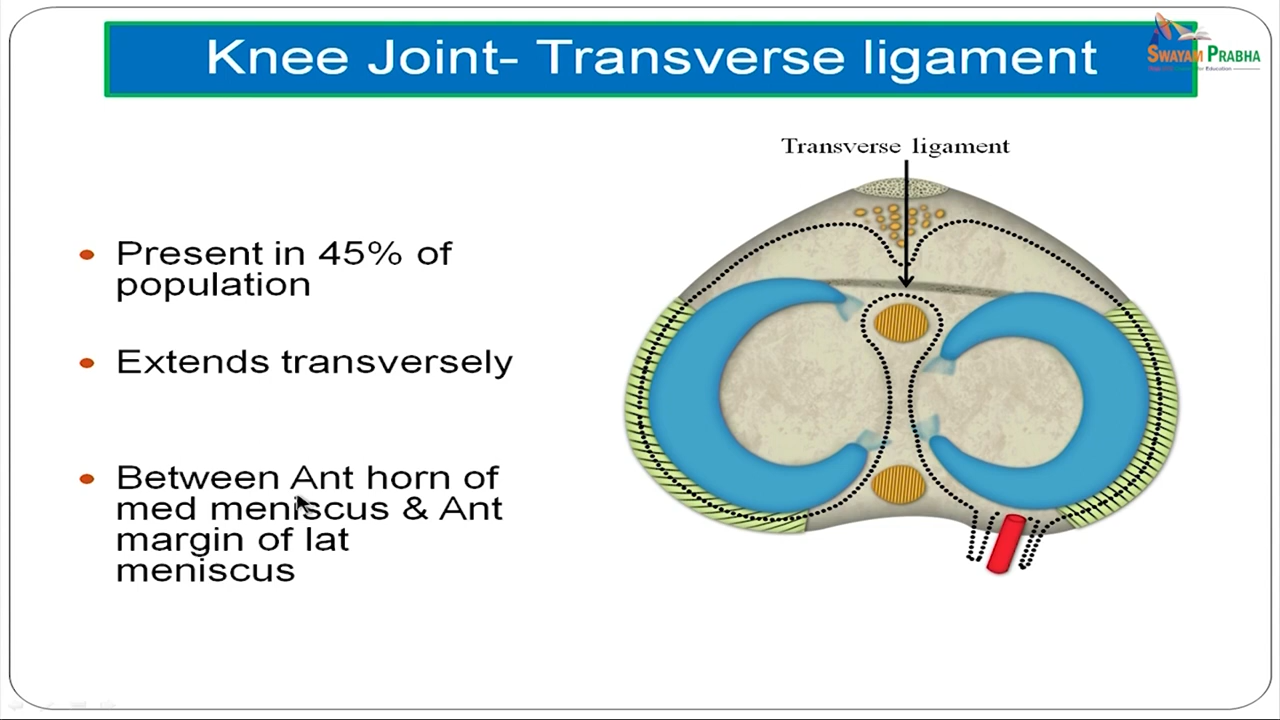 Knee Joint- Transverse ligament
SWAYAM PRABHA
Transverse ligament
Present in 45% of
population
Extends transversely
Between Ant horn of
med meniscus & Ant
margin of lat
meniscus